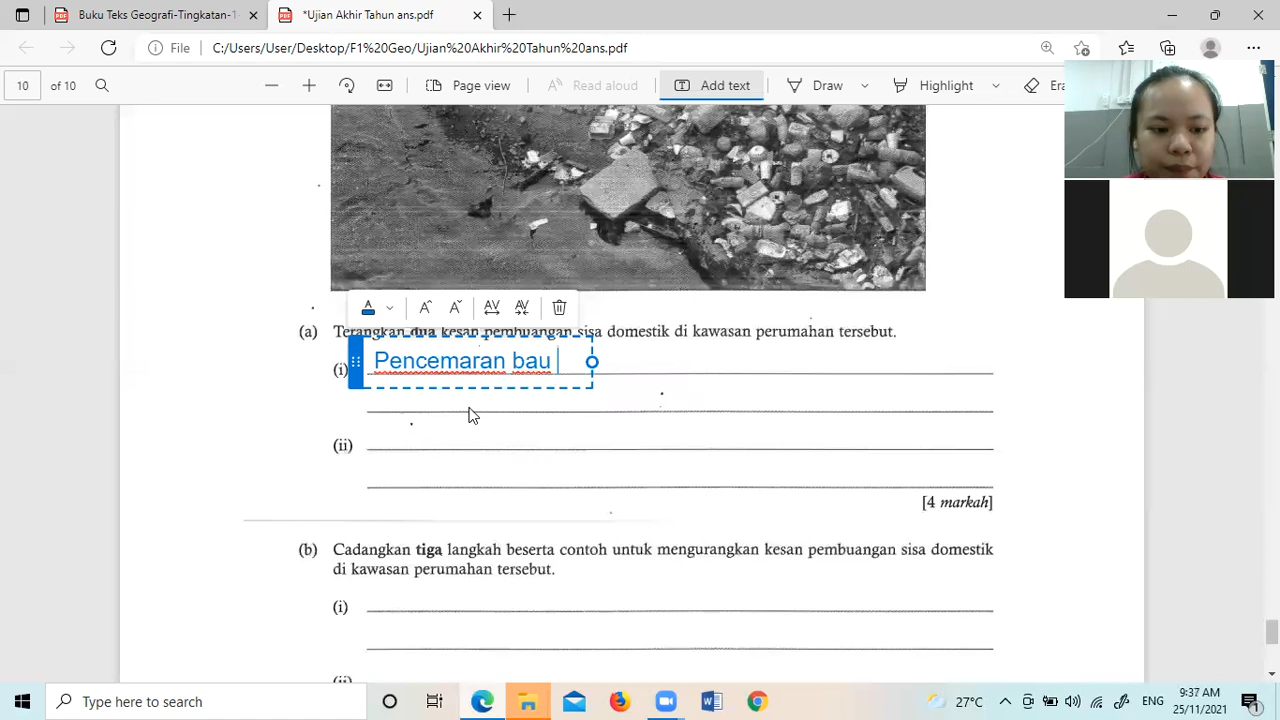 Buku Teks Geografi-Tingkatan-1
*Ujian Akhir Tahun ans.pdf
File
C:/Users/User/Desktop/F1%20Geo/Ujian%20Akhir%20Tahun%20ans.pdf
10 of 10
Page view
Read aloud
Add text
Draw
Highlight
Era
(a) Terangkan dua kesan pembuangan sisa domestik di kawasan perumahan tersebut.
(i) Pencemaran bau
(ii)
[4 markah]
(b) Cadangkan tiga langkah beserta contoh untuk mengurangkan kesan pembuangan sisa domestik
di kawasan perumahan tersebut.
(i)
(ii)
Type here to search
27°C
ENG
9:37 AM
25/11/2021